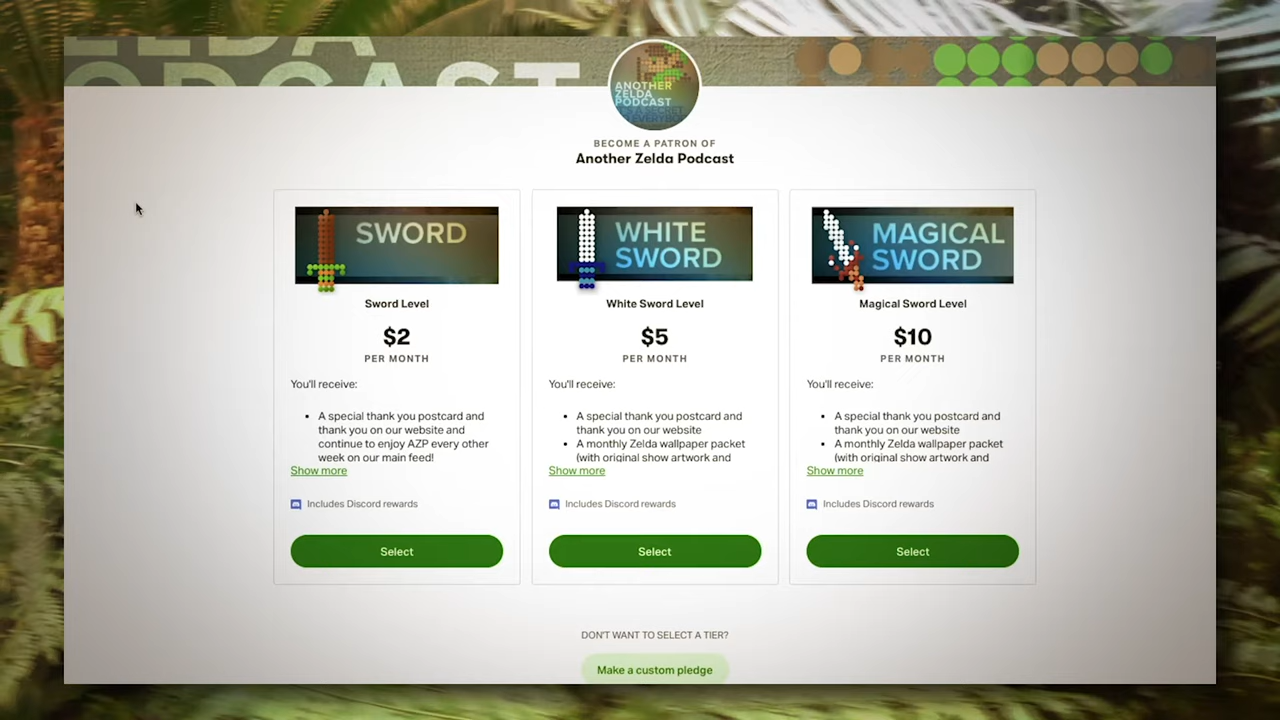 ZELDA
PODCAST
ANOTHER
ZELDA
PODCAST
BECOME A PATRON OF
Another Zelda Podcast
SWORD
Sword Level
$2
PER MONTH
You'll receive:
• A special thank you postcard and
thank you on our website and
continue to enjoy AZP every other
week on our main feed!
Show more
Includes Discord rewards
Select
WHITE
SWORD
White Sword Level
$5
PER MONTH
You'll receive:
• A special thank you postcard and
thank you on our website
• A monthly Zelda wallpaper packet
(with original show artwork and
Show more
Includes Discord rewards
Select
MAGICAL
SWORD
Magical Sword Level
$10
PER MONTH
You'll receive:
• A special thank you postcard and
thank you on our website
• A monthly Zelda wallpaper packet
(with original show artwork and
Show more
Includes Discord rewards
Select
DON'T WANT TO SELECT A TIER?
Make a custom pledge